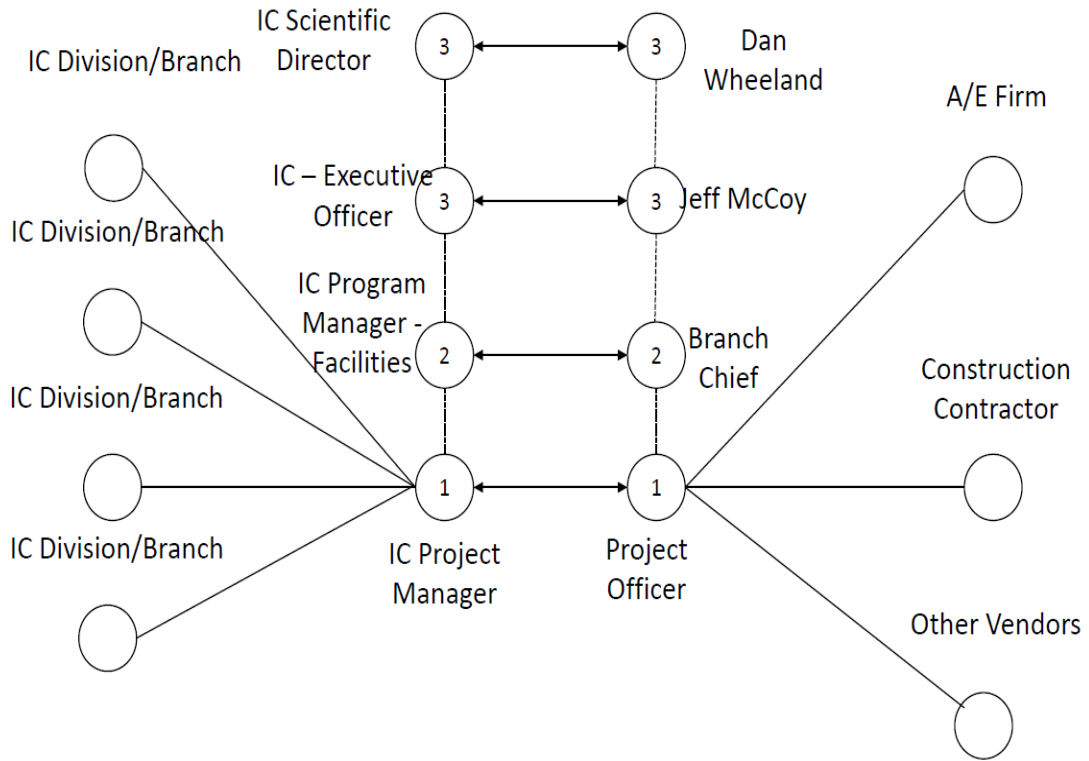 IC Scientific
Director
3
3
Dan
Wheeland
IC Division/Branch
A/E Firm
IC – Executive
Officer
3
3
Jeff McCoy
IC Division/Branch
IC Program
Manager -
Facilities
2
2
Branch
Chief
Construction
Contractor
IC Division/Branch
1
1
IC Division/Branch
IC Project
Manager
Project
Officer
Other Vendors